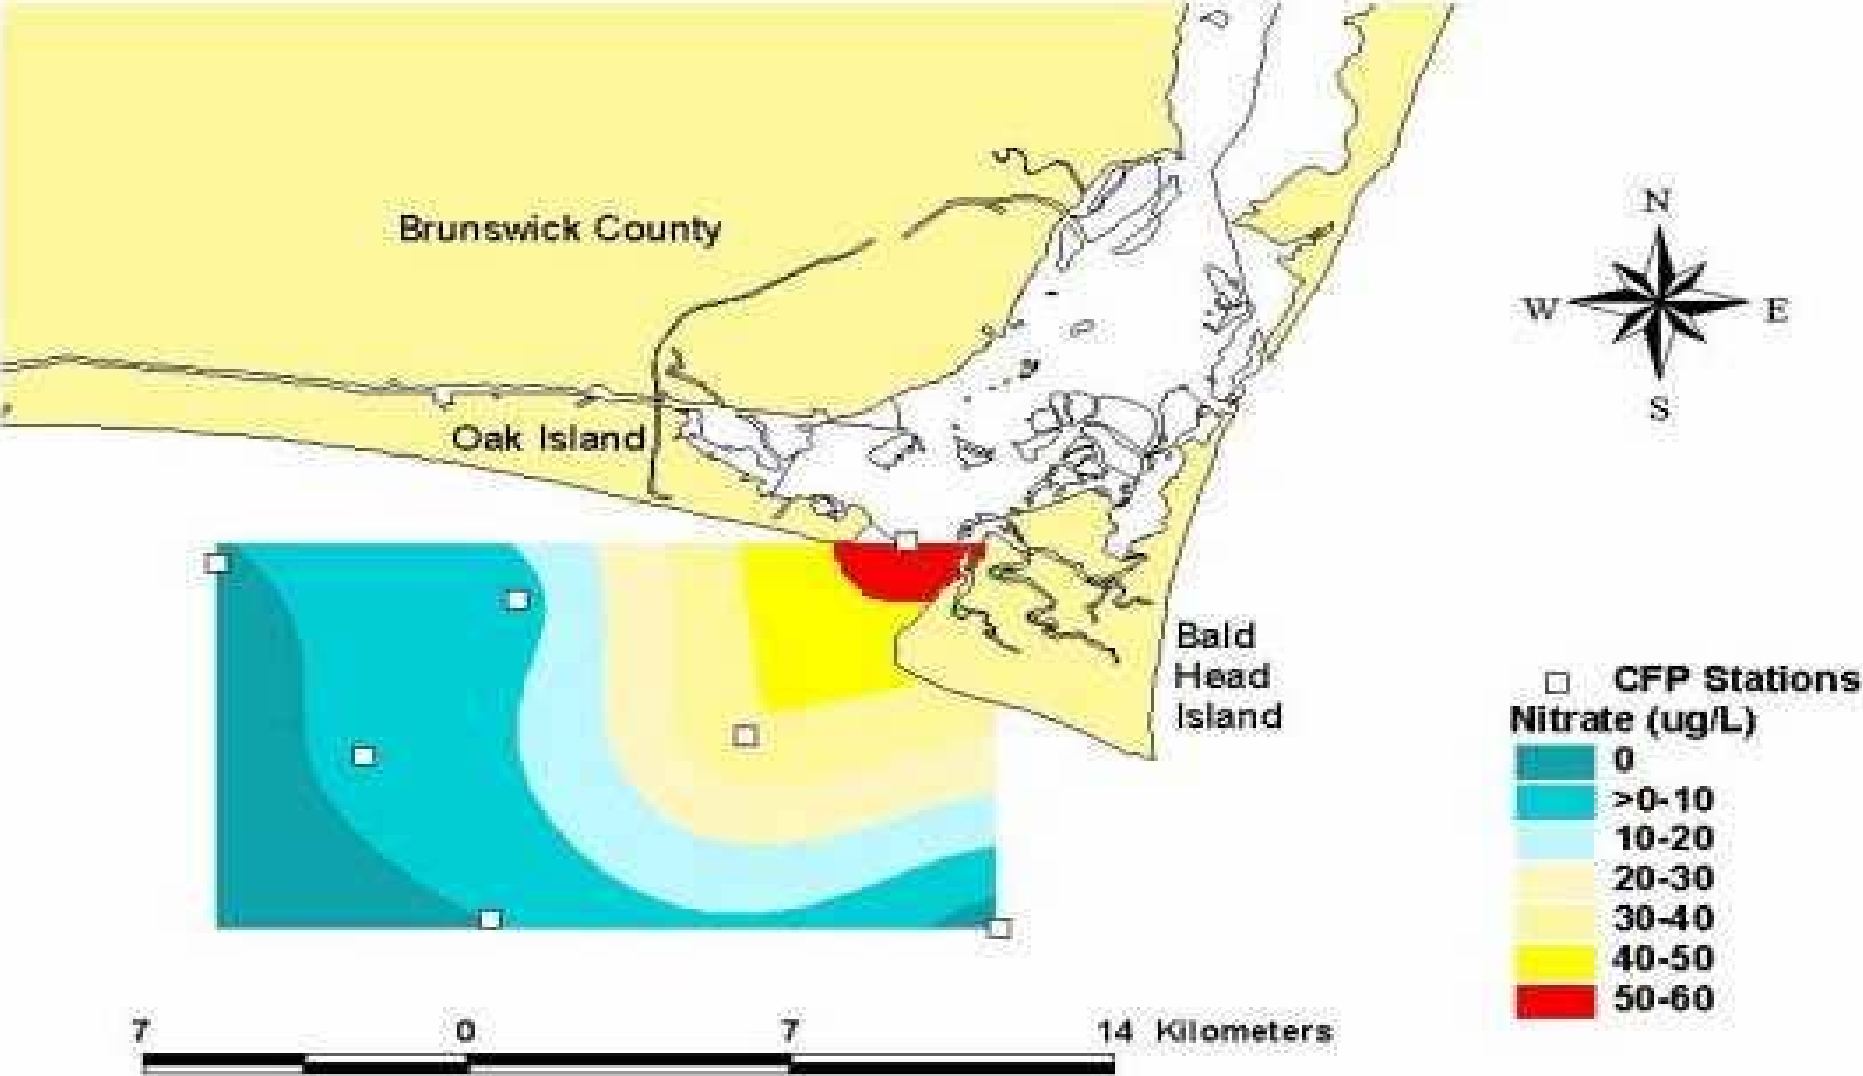 Brunswick County
N
W
E
S
Oak Island
Bald
Head
Island
CFP Stations
Nitrate (ug/L)
0
>0-10
10-20
20-30
30-40
40-50
50-60
7 0 7 14 Kilometers